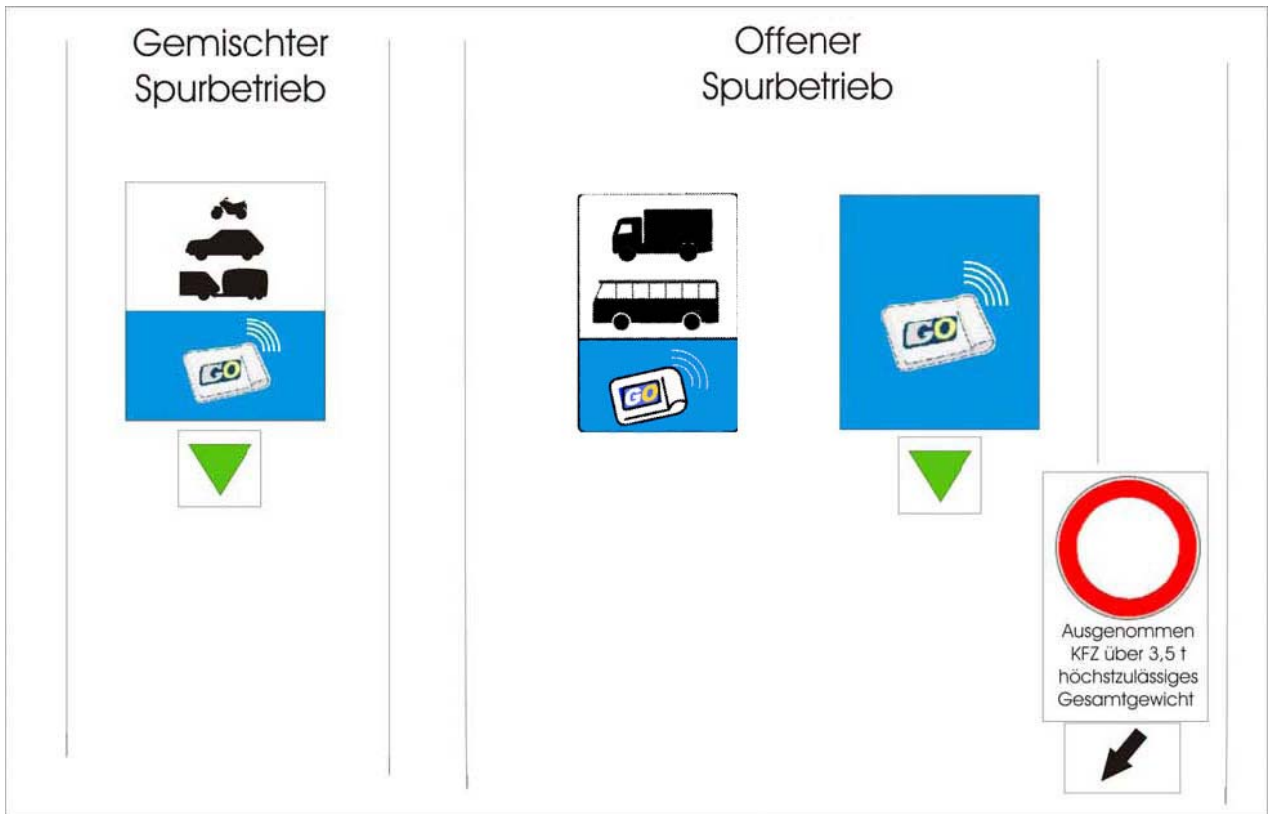 Gemischter
Spurbetrieb
Offener
Spurbetrieb
GO
GO
GO
Ausgenommen
KFZ über 3,5 t
höchstzulässiges
Gesamtgewicht